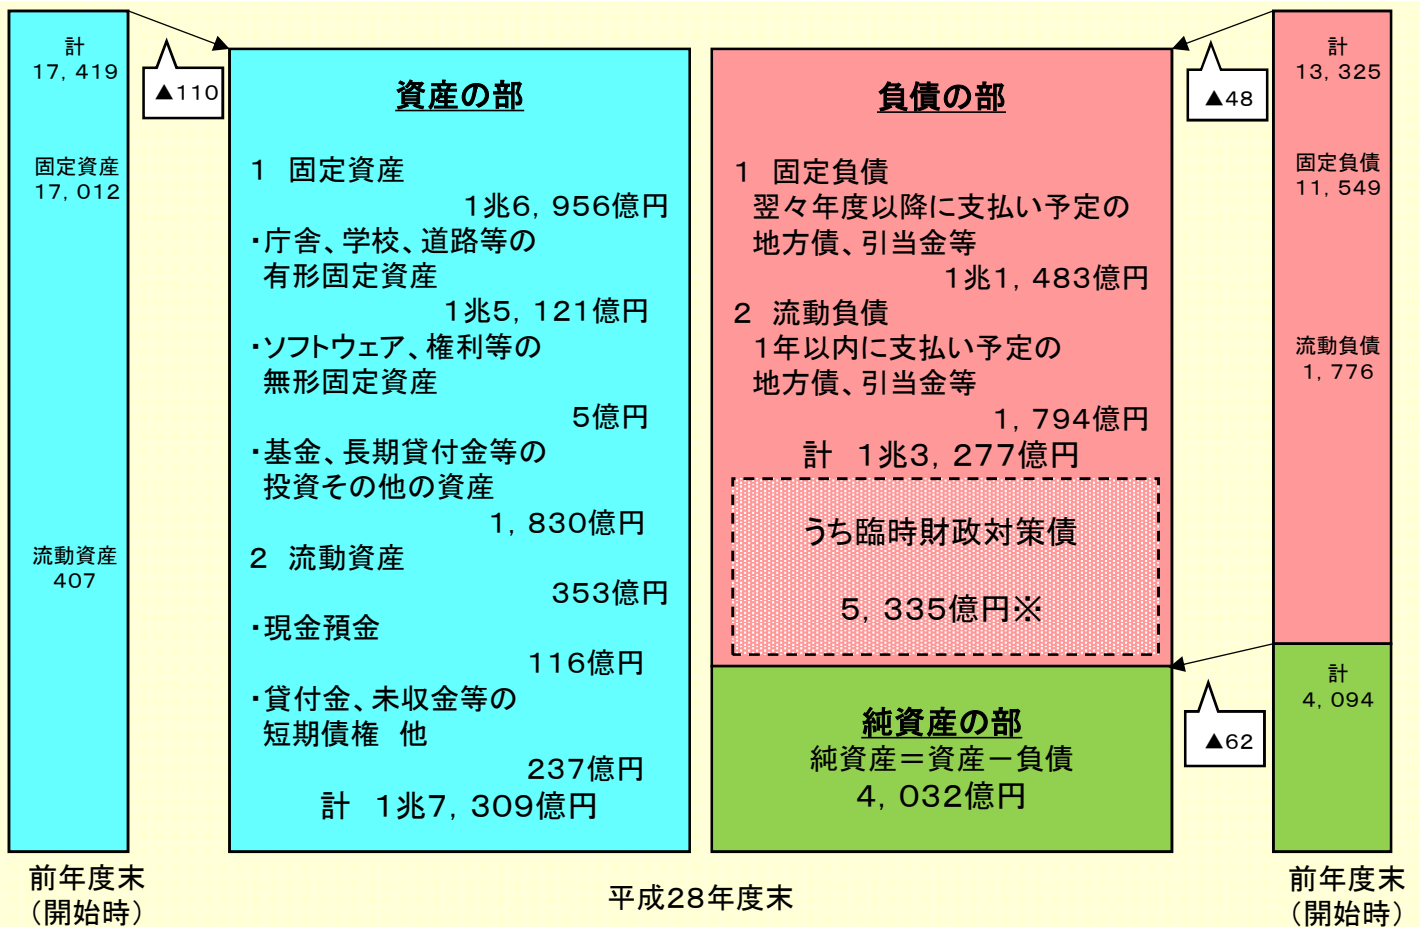 計
17,419
固定資産
17,012
流動資産
407
前年度末
(開始時)
▲110
資産の部
1 固定資産
1兆6,956億円
・庁舎、学校、道路等の
有形固定資産
1兆5,121億円
・ソフトウェア、権利等の
無形固定資産
5億円
・基金、長期貸付金等の
投資その他の資産
1,830億円
2 流動資産
353億円
・現金預金
116億円
・貸付金、未収金等の
短期債権 他
237億円
計 1兆7,309億円
負債の部
1 固定負債
翌々年度以降に支払い予定の
地方債、引当金等
1兆1,483億円
2 流動負債
1年以内に支払い予定の
地方債、引当金等
1,794億円
計 1兆3,277億円
うち臨時財政対策債
5,335億円※
純資産の部
純資産=資産-負債
4,032億円
平成28年度末
▲48
▲62
計
13,325
固定負債
11,549
流動負債
1,776
計
4,094
前年度末
(開始時)